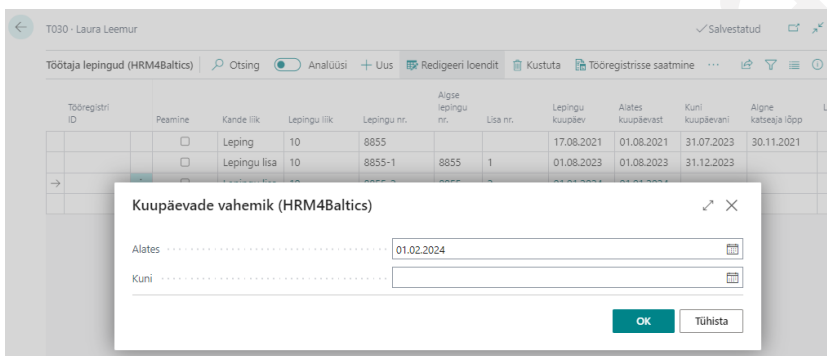 T030 · Laura Leemur
Salvestatud
Töötaja lepingud (HRM4Baltics) Otsing Analüüsi + Uus Redigeeri loendit Kustuta Tööregistrisse saatmine ...
Tööregistri ID Peamine Kande liik Lepingu liik Lepingu nr. Algse lepingu nr. Lisa nr. Lepingu kuupäev Alates kuupäevast Kuni kuupäevani Algne katseaja lõpp
Leping 10 8855 17.08.2021 01.08.2021 31.07.2023 30.11.2021
Lepingu lisa 10 8855-1 8855 1 01.08.2023 01.08.2023 31.12.2023
Kuupäevade vahemik (HRM4Baltics)
Alates 01.02.2024
Kuni
OK Tühista